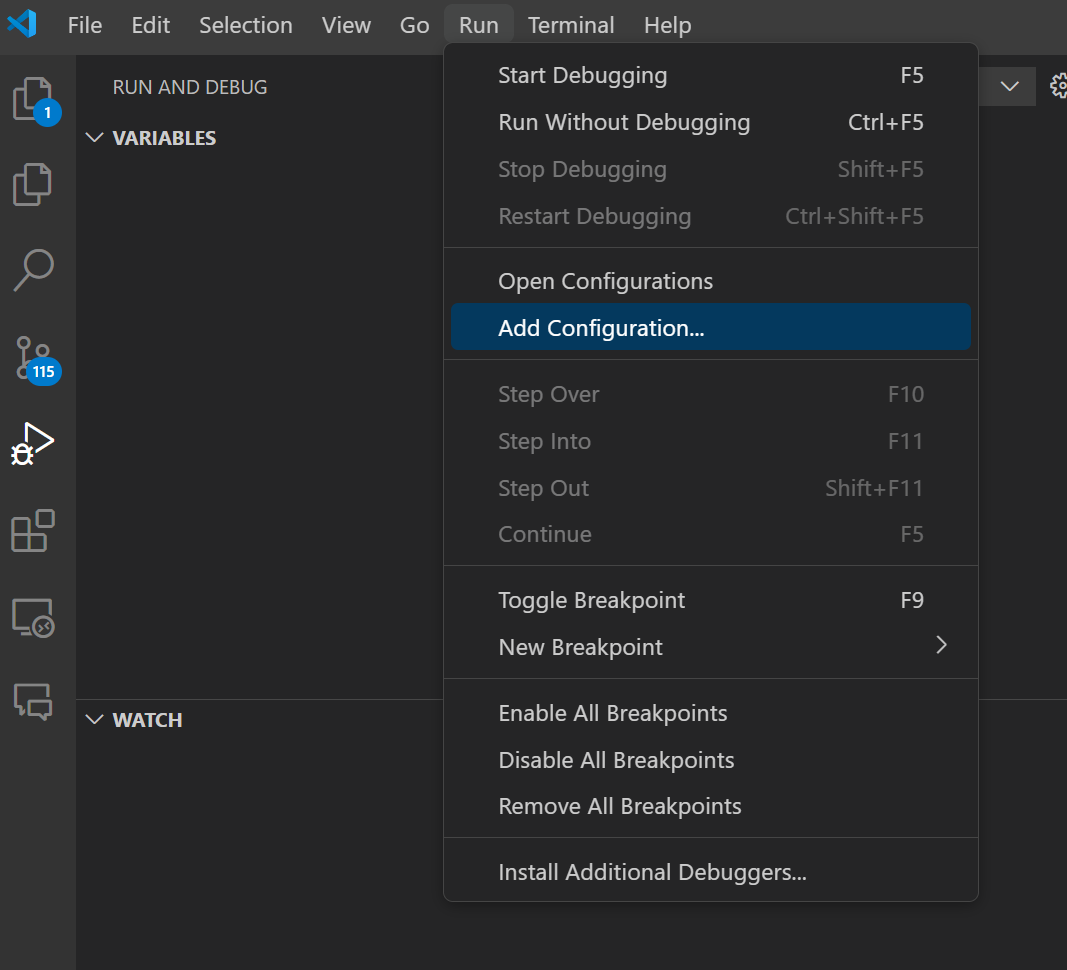 File Edit Selection View Go Run Terminal Help
1
115
RUN AND DEBUG
VARIABLES
WATCH
Start Debugging F5
Run Without Debugging Ctrl+F5
Stop Debugging Shift+F5
Restart Debugging Ctrl+Shift+F5
Open Configurations
Add Configuration...
Step Over F10
Step Into F11
Step Out Shift+F11
Continue F5
Toggle Breakpoint F9
New Breakpoint
Enable All Breakpoints
Disable All Breakpoints
Remove All Breakpoints
Install Additional Debuggers...